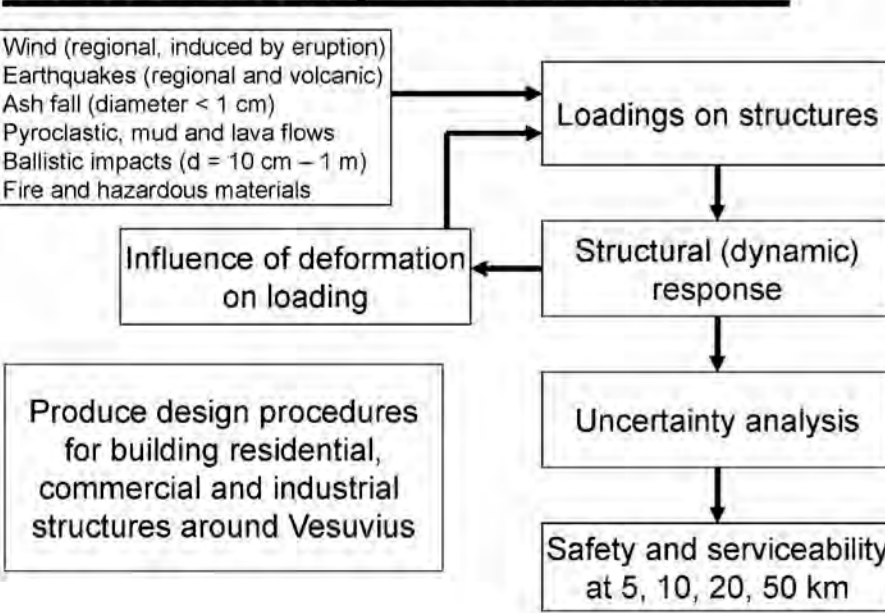 Wind (regional, induced by eruption)
Earthquakes (regional and volcanic)
Ash fall (diameter < 1 cm)
Pyroclastic, mud and lava flows
Ballistic impacts (d = 10 cm – 1 m)
Fire and hazardous materials
Loadings on structures
Influence of deformation
on loading
Structural (dynamic)
response
Produce design procedures
for building residential,
commercial and industrial
structures around Vesuvius
Uncertainty analysis
Safety and serviceability
at 5, 10, 20, 50 km